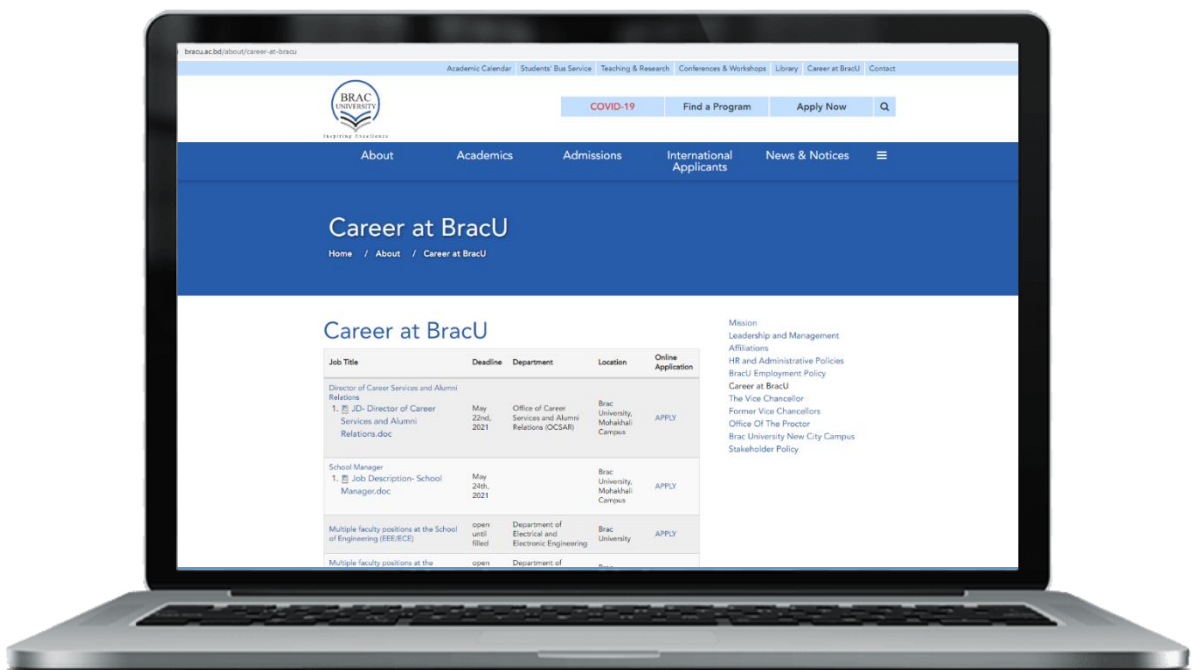 bracu.ac.bd/about/career-at-bracu
Academic Calendar Students' Bus Service Teaching & Research Conferences & Workshops Library Career at BracU Contact
BRAC
UNIVERSITY
Inspiring Excellence
COVID-19 Find a Program Apply Now
About Academics Admissions International Applicants News & Notices
Career at BracU
Home / About / Career at BracU
Career at BracU
Job Title Deadline Department Location Online Application
Director of Career Services and Alumni
Relations
1. JD- Director of Career
Services and Alumni
Relations.doc
May
22nd,
2021
Office of Career
Services and Alumni
Relations (OCSAR)
Brac
University,
Mohakhali
Campus
APPLY
School Manager
1. Job Description- School
Manager.doc
May
24th,
2021
Brac
University,
Mohakhali
Campus
APPLY
Multiple faculty positions at the School
of Engineering (EEE/ECE)
open
until
filled
Department of
Electrical and
Electronic Engineering
Brac
University
APPLY
Multiple faculty positions at the
open
Department of
Mission
Leadership and Management
Affiliations
HR and Administrative Policies
BracU Employment Policy
Career at BracU
The Vice Chancellor
Former Vice Chancellors
Office Of The Proctor
Brac University New City Campus
Stakeholder Policy